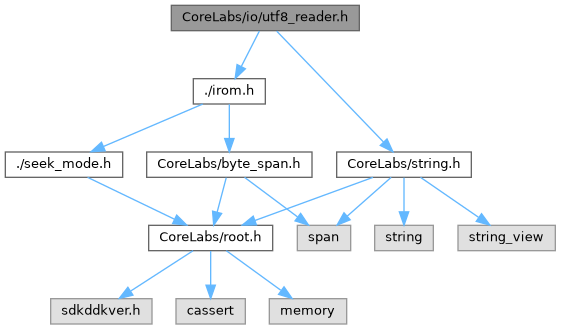 CoreLabs/io/utf8_reader.h
./irom.h
./seek_mode.h
CoreLabs/byte_span.h
CoreLabs/string.h
CoreLabs/root.h
span
string
string_view
sdkddkver.h
cassert
memory